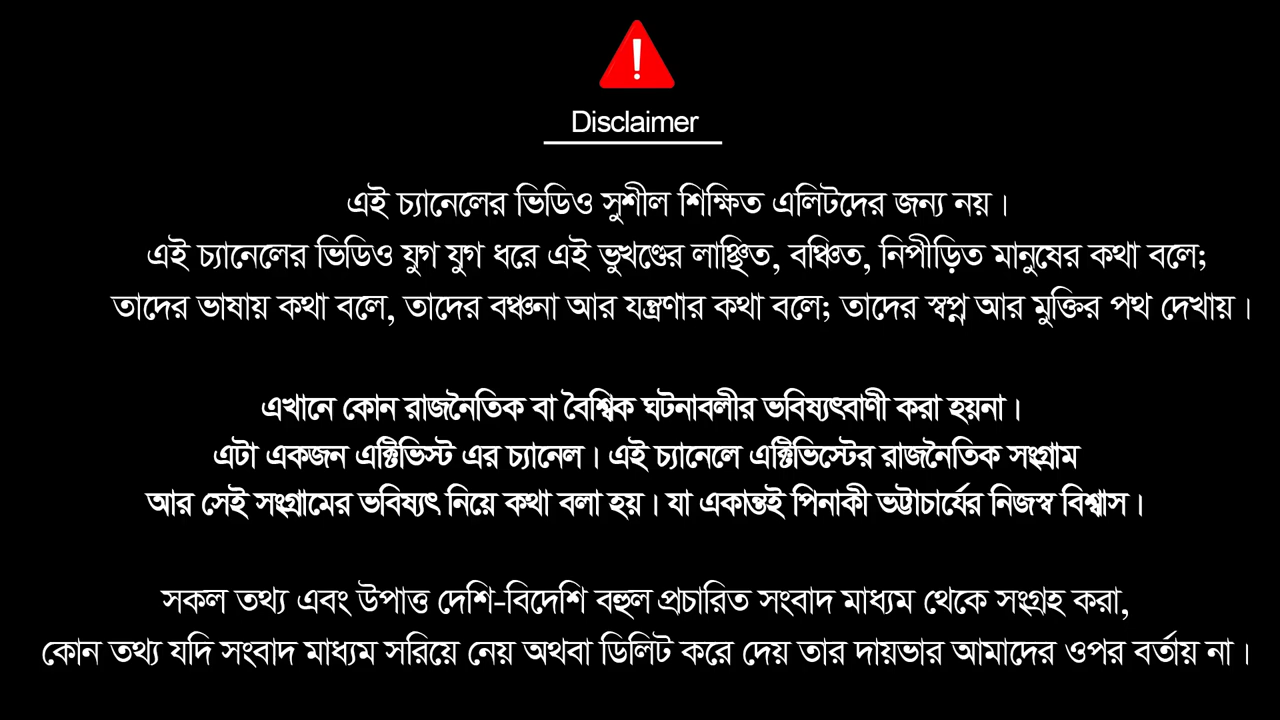 Disclaimer
এই চ্যানেলের ভিডিও সুশীল শিক্ষিত এলিটদের জন্য নয়।
এই চ্যানেলের ভিডিও যুগ যুগ ধরে এই ভুখণ্ডের লাঞ্ছিত, বঞ্চিত, নিপীড়িত মানুষের কথা বলে;
তাদের ভাষায় কথা বলে, তাদের বঞ্চনা আর যন্ত্রণার কথা বলে; তাদের স্বপ্ন আর মুক্তির পথ দেখায়।
এখানে কোন রাজনৈতিক বা বৈশ্বিক ঘটনাবলীর ভবিষ্যৎবাণী করা হয়না।
এটা একজন এক্টিভিস্ট এর চ্যানেল। এই চ্যানেলে এক্টিভিস্টের রাজনৈতিক সংগ্রাম
আর সেই সংগ্রামের ভবিষ্যৎ নিয়ে কথা বলা হয়। যা একান্তই পিনাকী ভট্টাচার্যের নিজস্ব বিশ্বাস।
সকল তথ্য এবং উপাত্ত দেশি-বিদেশি বহুল প্রচারিত সংবাদ মাধ্যম থেকে সংগ্রহ করা,
কোন তথ্য যদি সংবাদ মাধ্যম সরিয়ে নেয় অথবা ডিলিট করে দেয় তার দায়ভার আমাদের ওপর বর্তায় না।